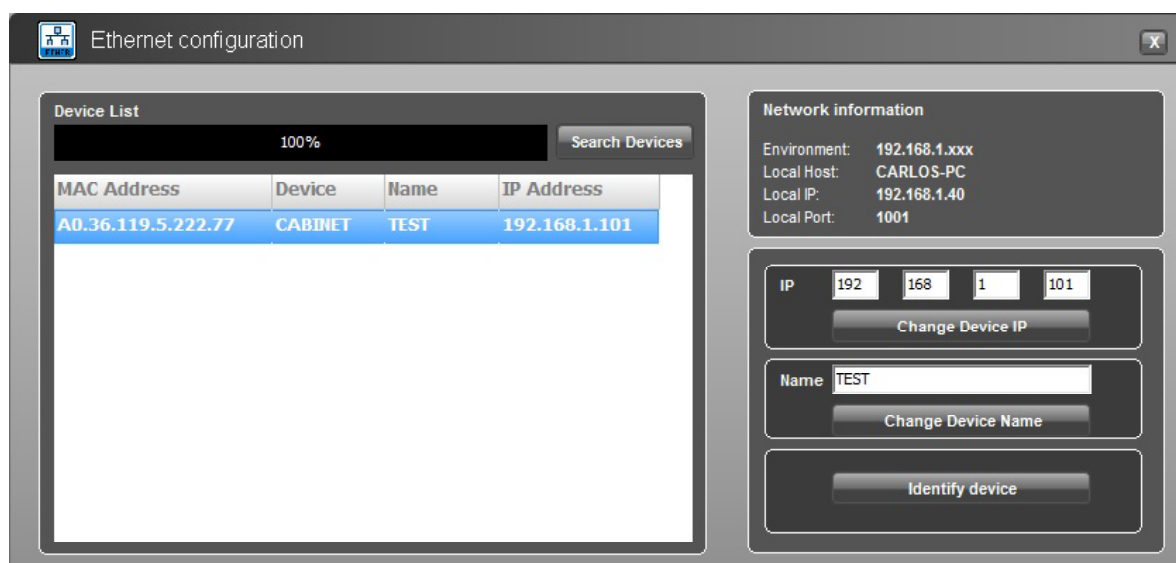 Ethernet configuration
X
Device List
100%
Search Devices
MAC Address Device Name IP Address
A0.36.119.5.222.77 CABINET TEST 192.168.1.101
Network information
Environment: 192.168.1.xxx
Local Host: CARLOS-PC
Local IP: 192.168.1.40
Local Port: 1001
IP 192 168 1 101
Change Device IP
Name TEST
Change Device Name
Identify device